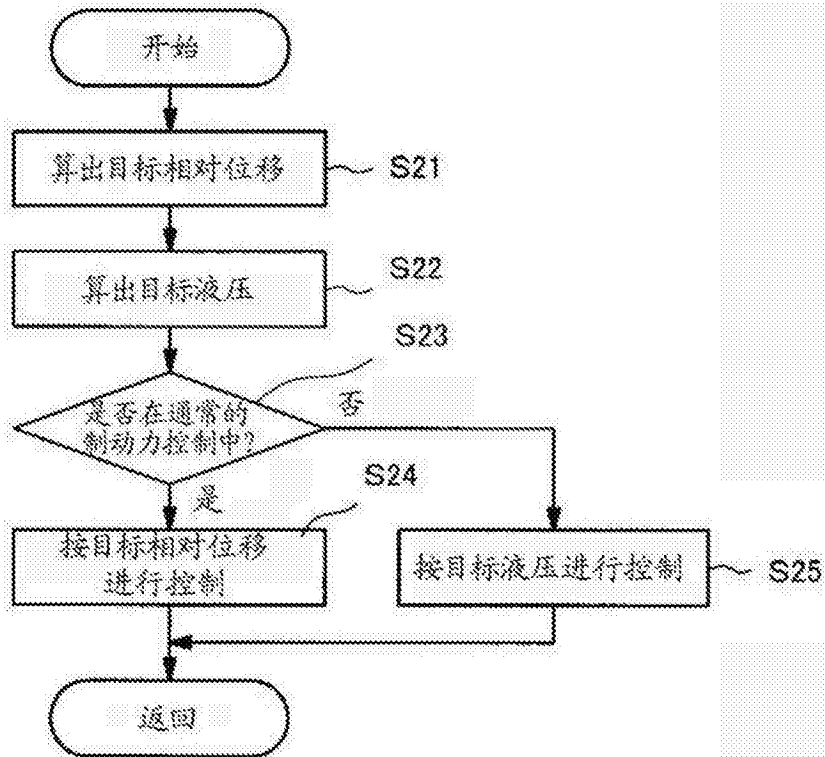 开始
算出目标相对位移
S21
算出目标液压
S22
S23
是否在通常的
制动力控制中?
否
是
S24
按目标相对位移
进行控制
按目标液压进行控制
S25
返回